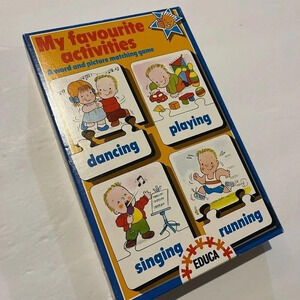 My favourite
activities
A word and picture matching game
dancing
playing
singing
running
EDUCA